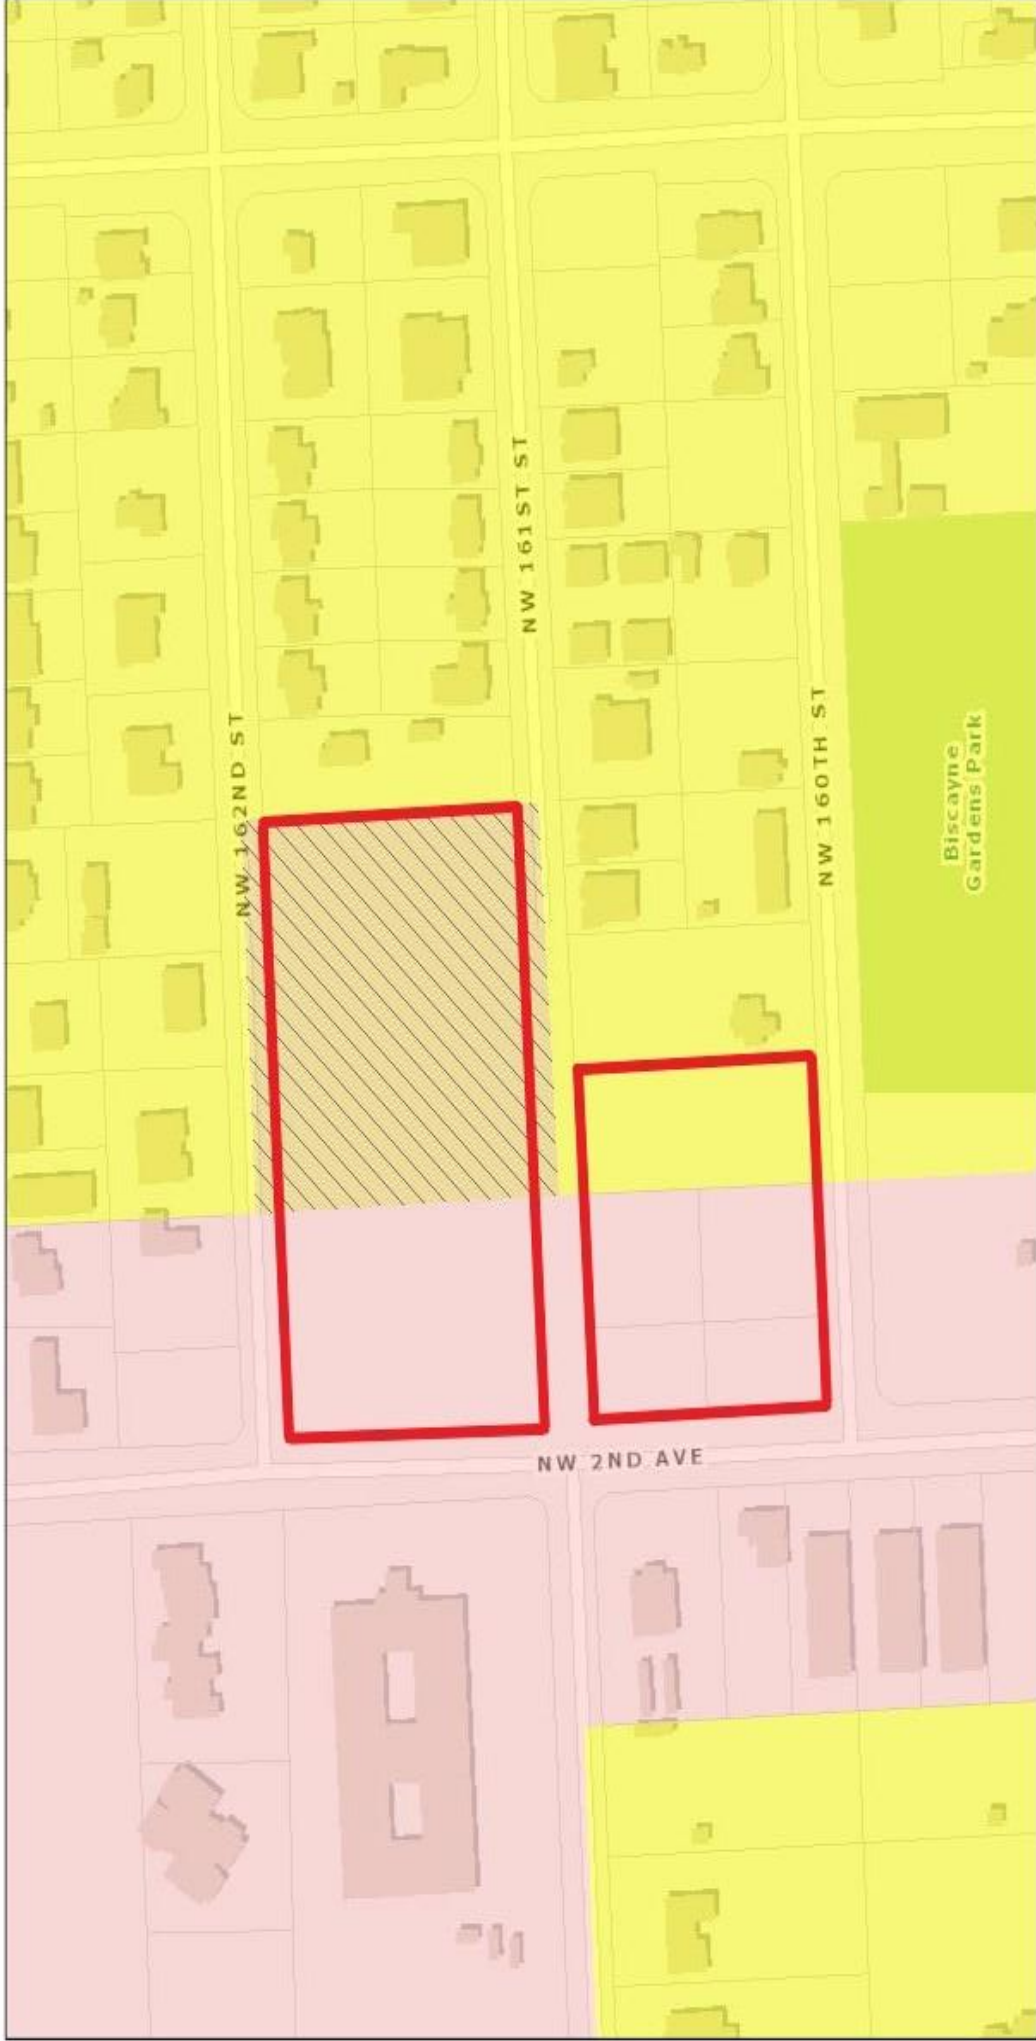 NW 161ST ST
NW 162ND ST
NW 160TH ST
Biscayne
Gardens Park
NW 2ND AVE